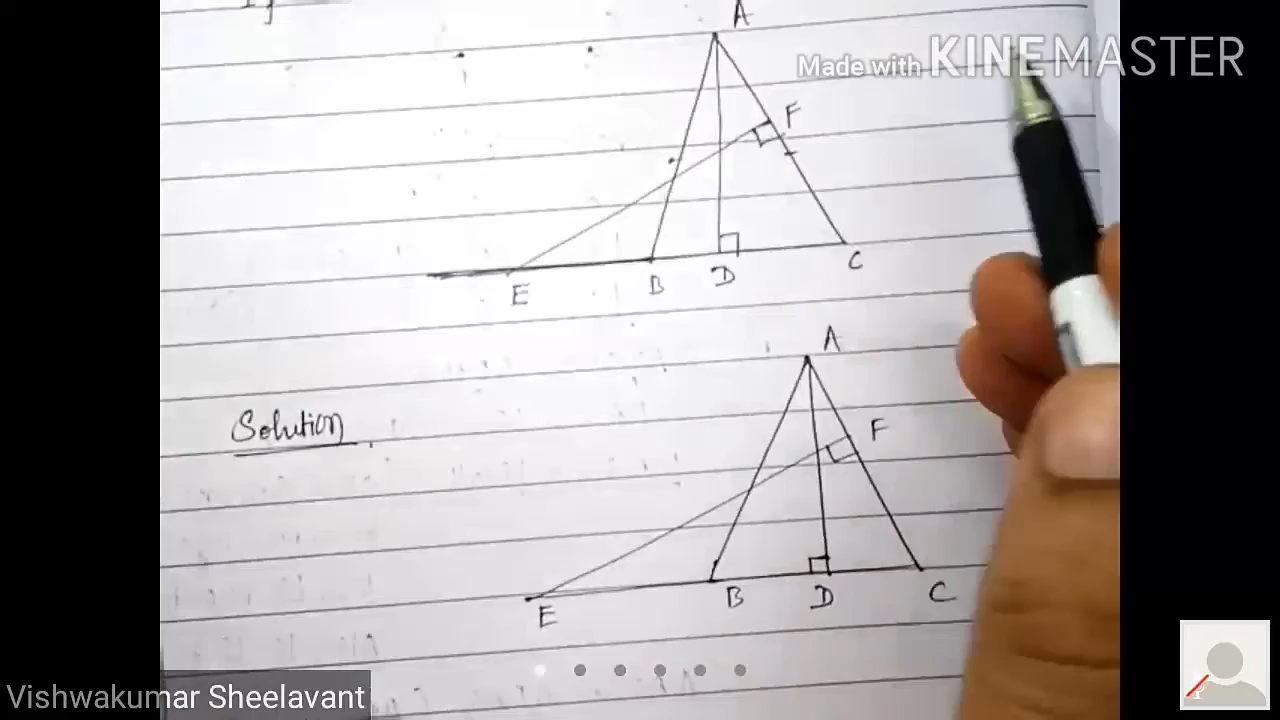 A
Made with KINEMASTER
F
E
B
D
C
A
Solution
F
E
B
D
C
Vishwakumar Sheelavant